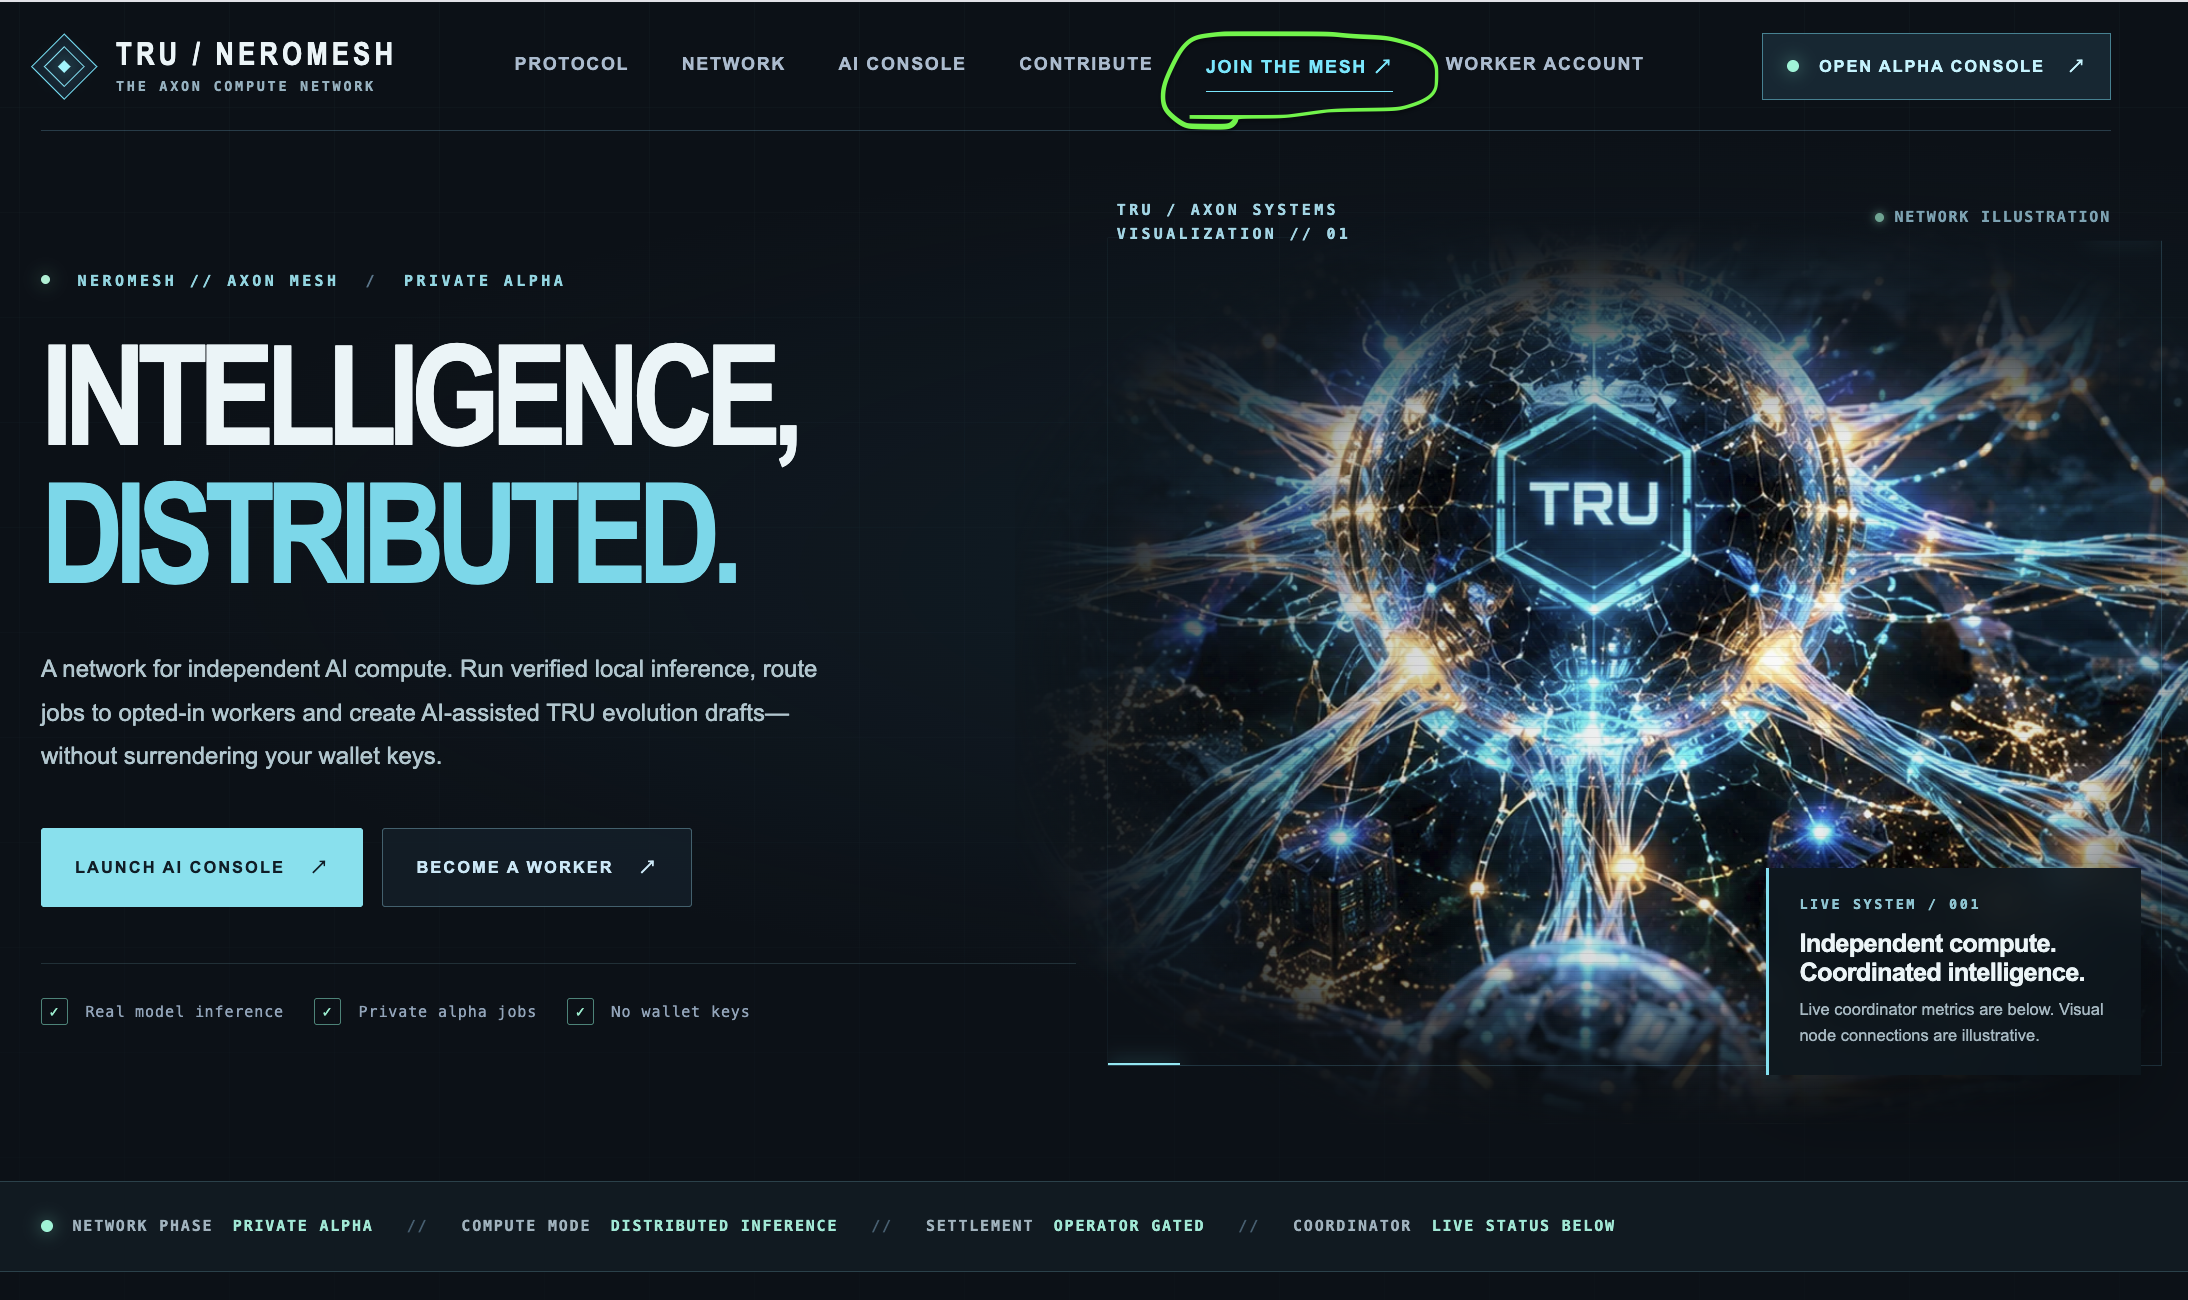 TRU / NEROMESH
THE AXON COMPUTE NETWORK
PROTOCOL
NETWORK
AI CONSOLE
CONTRIBUTE
JOIN THE MESH ↗
WORKER ACCOUNT
OPEN ALPHA CONSOLE ↗
TRU / AXON SYSTEMS
VISUALIZATION // 01
NETWORK ILLUSTRATION
NEROMESH // AXON MESH / PRIVATE ALPHA
INTELLIGENCE,
DISTRIBUTED.
TRU
A network for independent AI compute. Run verified local inference, route
jobs to opted-in workers and create AI-assisted TRU evolution drafts—
without surrendering your wallet keys.
LAUNCH AI CONSOLE ↗
BECOME A WORKER ↗
✓ Real model inference
✓ Private alpha jobs
✓ No wallet keys
LIVE SYSTEM / 001
Independent compute.
Coordinated intelligence.
Live coordinator metrics are below. Visual
node connections are illustrative.
NETWORK PHASE PRIVATE ALPHA // COMPUTE MODE DISTRIBUTED INFERENCE // SETTLEMENT OPERATOR GATED // COORDINATOR LIVE STATUS BELOW